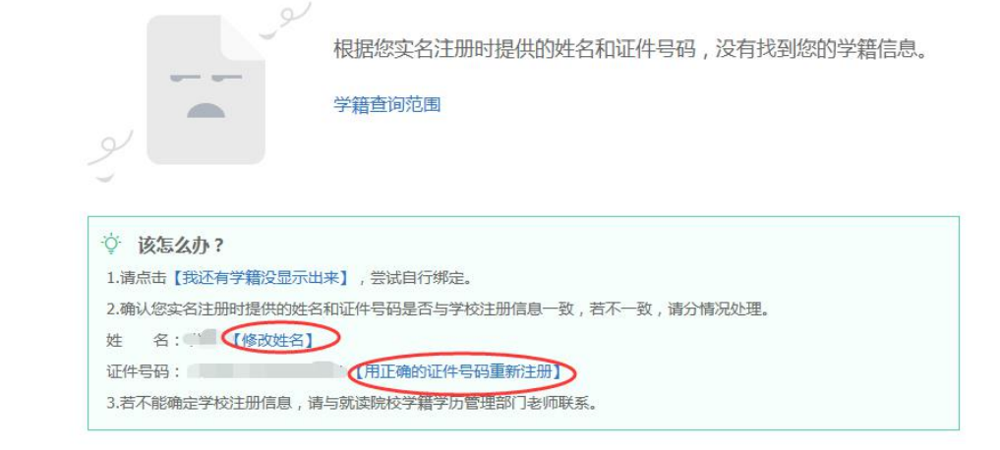 根据您实名注册时提供的姓名和证件号码，没有找到您的学籍信息。
学籍查询范围
该怎么办？
1.请点击【我还有学籍没显示出来】，尝试自行绑定。
2.确认您实名注册时提供的姓名和证件号码是否与学校注册信息一致，若不一致，请分情况处理。
姓 名：【修改姓名】
证件号码：【用正确的证件号码重新注册】
3.若不能确定学校注册信息，请与就读院校学籍学历管理部门老师联系。